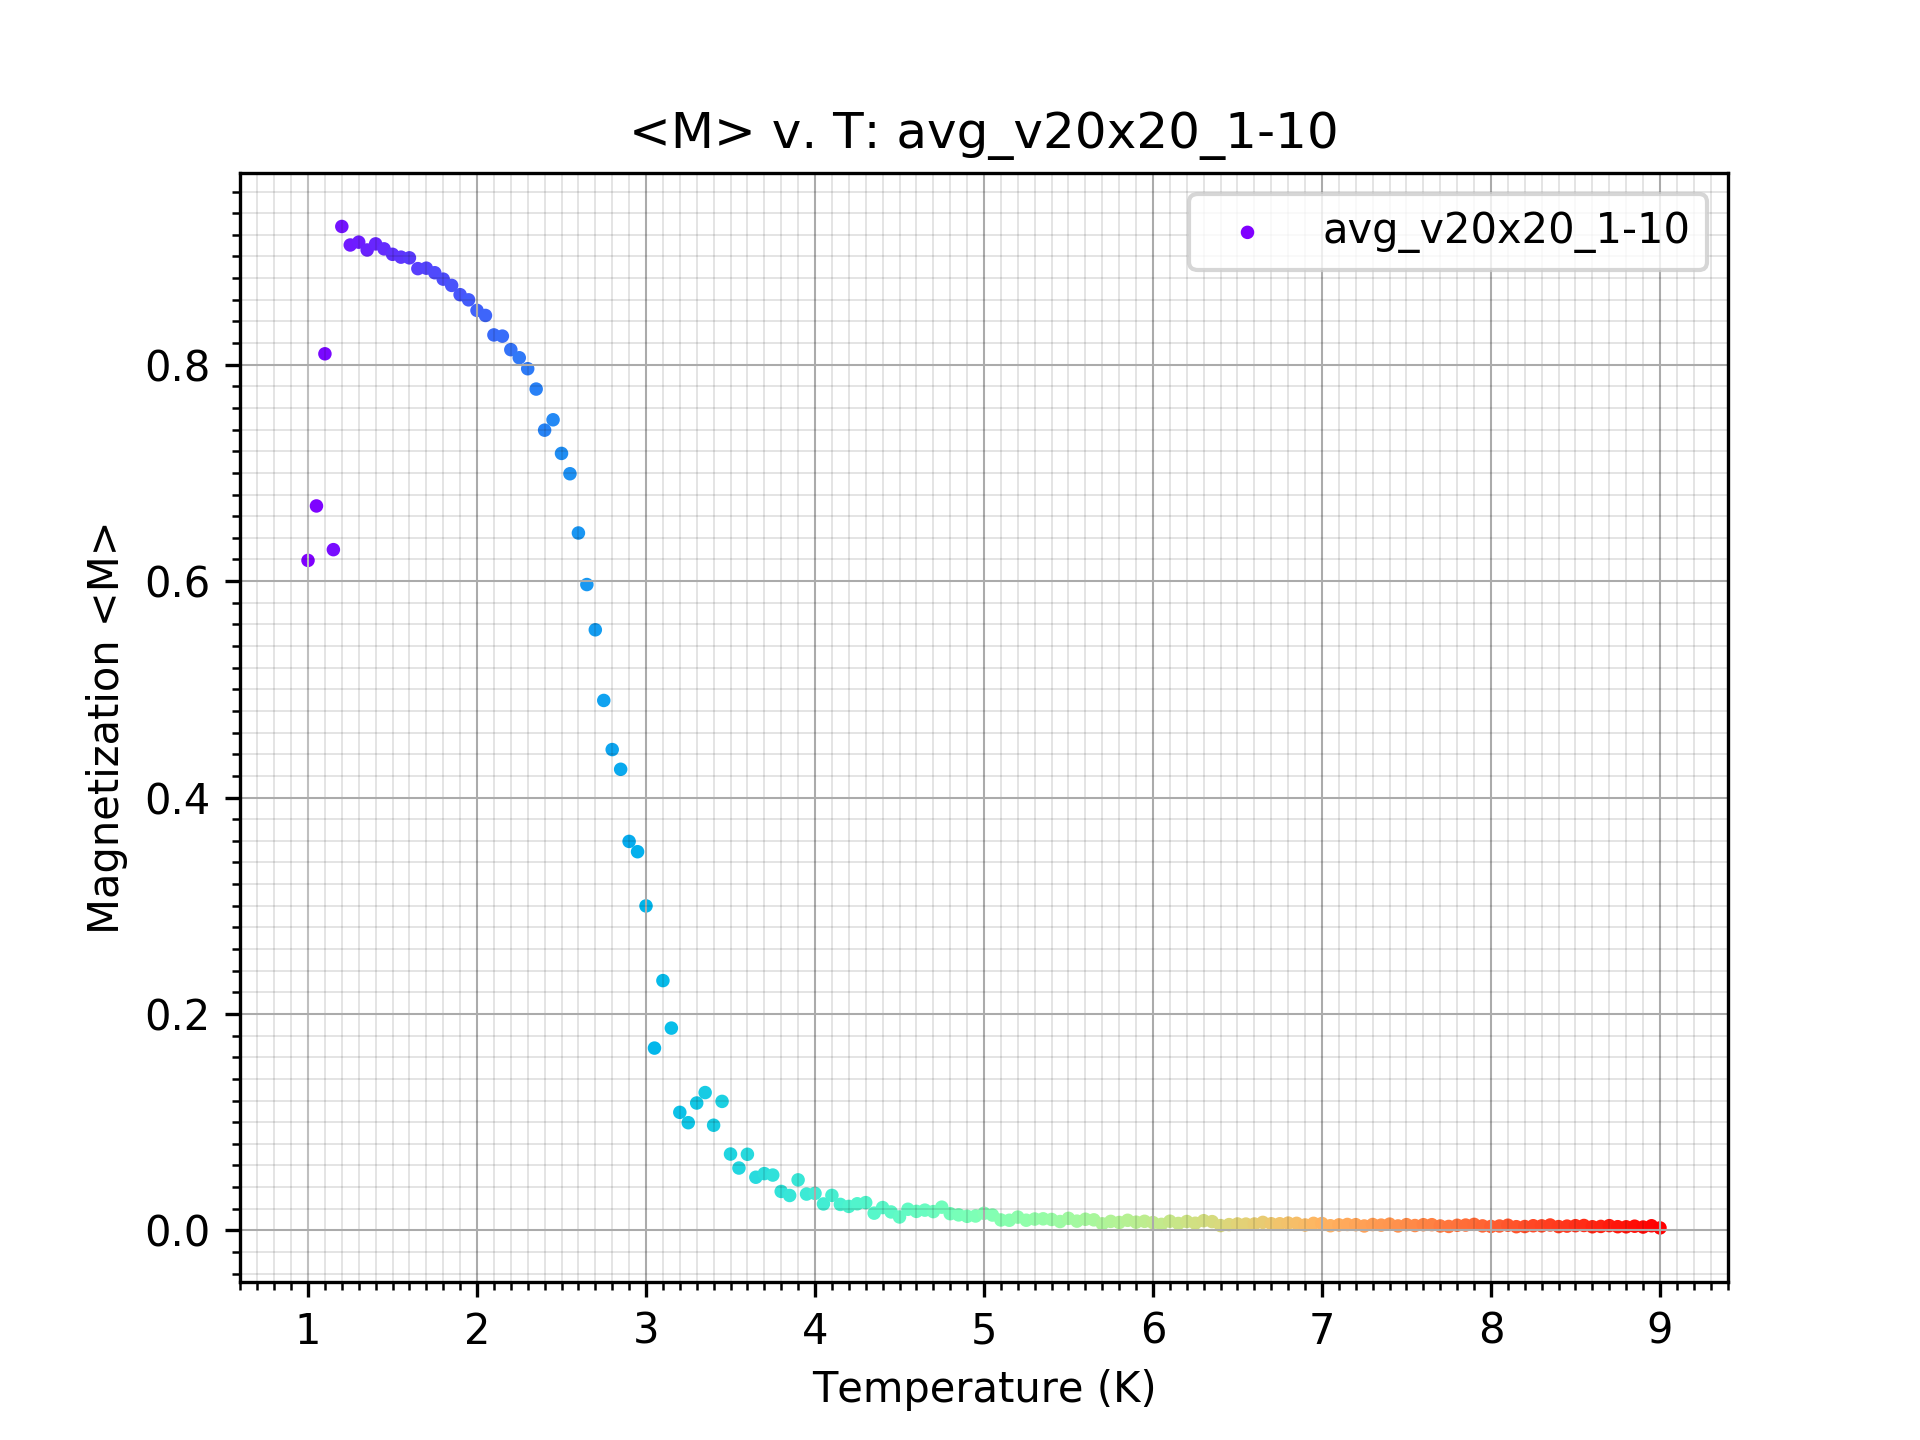 <M> v. T: avg_v20x20_1-10
avg_v20x20_1-10
Magnetization <M>
0.8
0.6
0.4
0.2
0.0
1 2 3 4 5 6 7 8 9
Temperature (K)